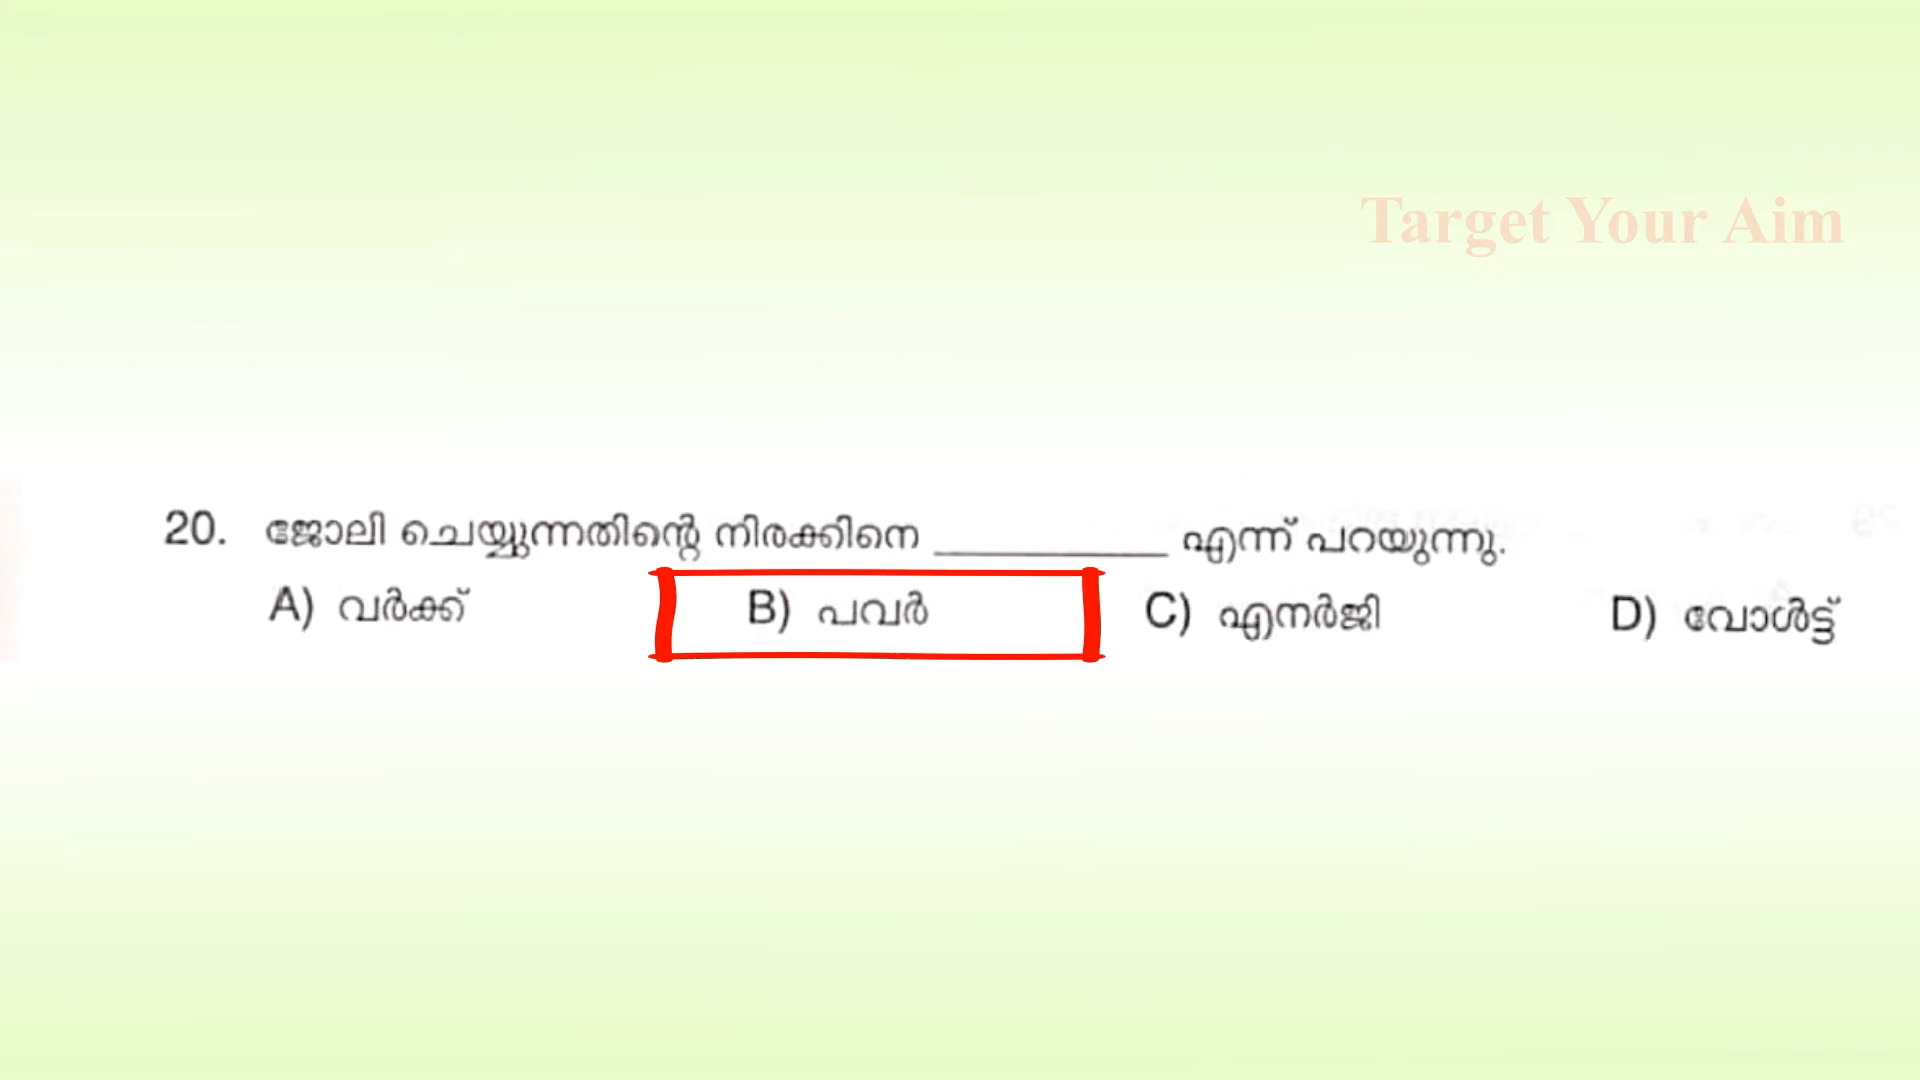 Target Your Aim
20. ജോലി ചെയ്യുന്നതിന്റെ നിരക്കിനെ __________ എന്ന് പറയുന്നു.
A) വർക്ക് B) പവർ C) എനർജി D) വോൾട്ട്